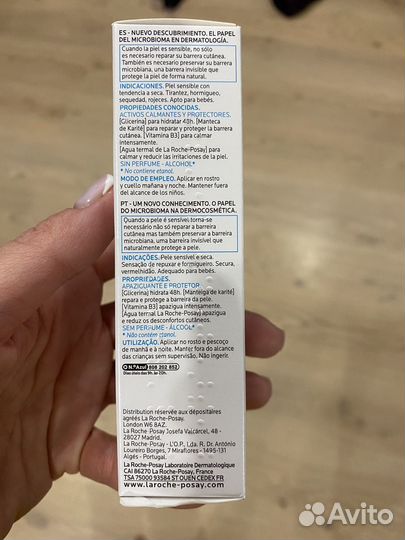 ES - NUEVO DESCUBRIMIENTO. EL PAPEL
DEL MICROBIOMA EN DERMATOLOGÍA.
Cuando la piel es sensible, no sólo
es necesario reparar su barrera cutánea.
También es necesario preservar su barrera
microbiana, una barrera invisible que
protege la piel de forma natural.
INDICACIONES. Piel sensible con
tendencia a seca. Tirantez, hormigueo,
sequedad, rojeces. Apto para bebés.
PROPIEDADES CONOCIDAS.
ACTIVOS CALMANTES Y PROTECTORES.
[Glicerina] para hidratar 48h. [Manteca
de Karité] para reparar y proteger la barrera
cutánea. [Vitamina B3] para calmar
intensamente.
[Agua termal de La Roche-Posay] para
calmar y reducir las irritaciones de la piel.
SIN PERFUME - ALCOHOL*
* No contiene etanol.
MODO DE EMPLEO. Aplicar en rostro
y cuello mañana y noche. Mantener fuera
del alcance de los niños.
PT - UM NOVO CONHECIMENTO. O PAPEL
DO MICROBIOMA NA DERMOCOSMÉTICA.
Quando a pele é sensível torna-se
necessário não só reparar a barreira
cutânea mas também preservar a barreira
microbiana, uma barreira invisível que
naturalmente protege a pele.
INDICAÇÕES. Pele sensível e seca.
Sensação de repuxar e formigueiro. Secura,
vermelhidão. Adequado para bebés.
PROPRIEDADES.
APAZIGUANTE E PROTETOR
[Glicerina] hidrata 48h. [Manteiga de karité]
repara e protege a barreira da pele.
[Vitamina B3] apazigua intensamente.
[Água termal La Roche-Posay] apazigua
e reduz os desconfortos cutâneos.
SEM PERFUME - ÁLCOOL*
* Não contém etanol.
UTILIZAÇÃO. Aplicar no rosto e pescoço
de manhã e à noite. Manter fora do alcance
das crianças sem supervisão. Não ingerir.
N.º Azul 808 202 852
Dias úteis das 9h. às 20h.
Distribution réservée aux dépositaires
agréés La Roche-Posay.
London W6 8AZ.
La Roche-Posay Josefa Valcárcel, 48 -
28027 Madrid.
La Roche-Posay - L'O.P., Lda. R. Dr. António
Loureiro Borges, 7 Miraflores - 1495-131
Algés - Portugal.
La Roche-Posay Laboratoire Dermatologique
CAI 86270 La Roche-Posay, France
TSA 75000 93584 ST OUEN CEDEX FR
www.laroche-posay.com
Avito